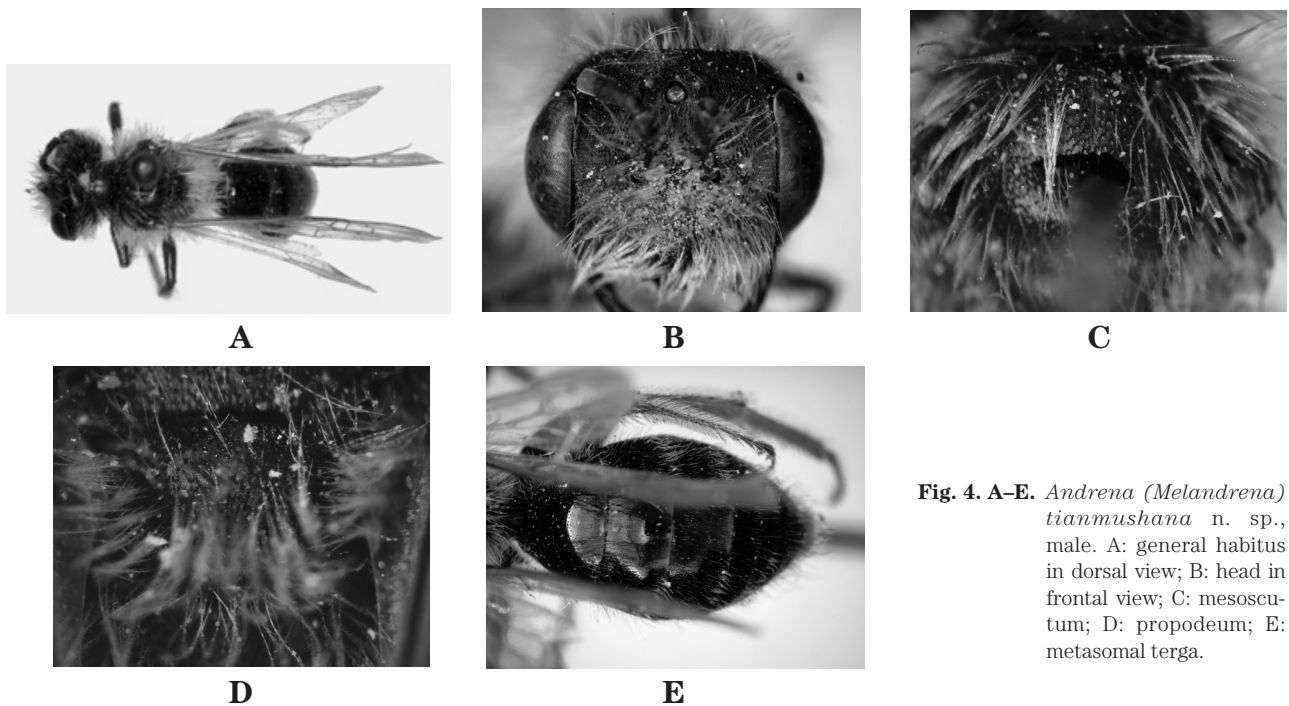 A
B
C
D
E
Fig. 4. A–E. Andrena (Melandrena)
tianmushana n. sp.,
male. A: general habitus
in dorsal view; B: head in
frontal view; C: mesoscu-
tum; D: propodeum; E:
metasomal terga.